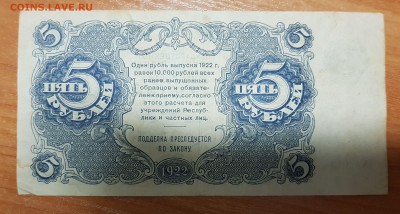 COINS.LAVE.RU
Один рубль выпуска 1922 г.
равен 10.000 рублей всех
ранее выпущенных
образцов и обязате-
лен к приему, согласно
этого расчета для
учреждений Респуб-
лики и частных лиц.
5 5
ПЯТЬ РУБЛЕЙ ПЯТЬ РУБЛЕЙ
ПОДДЕЛКА ПРЕСЛЕДУЕТСЯ
ПО ЗАКОНУ.
5 1922 5